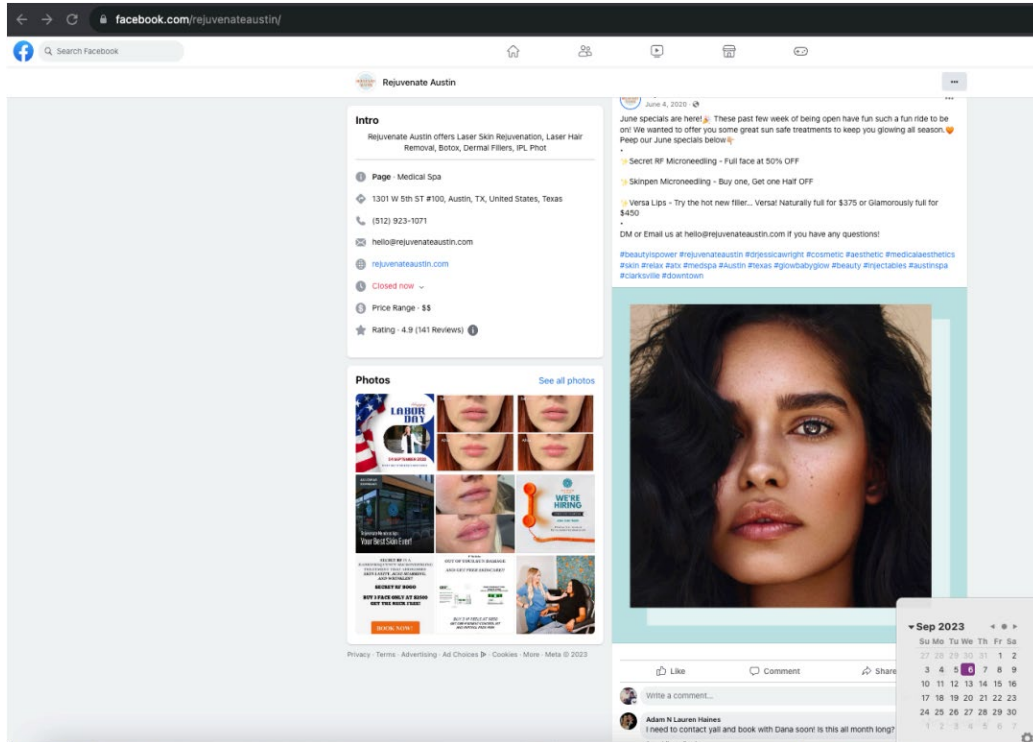 facebook.com/rejuvenateaustin/
Search Facebook
Rejuvenate Austin
Intro
Rejuvenate Austin offers Laser Skin Rejuvenation, Laser Hair
Removal, Botox, Dermal Fillers, IPL Phot
Page · Medical Spa
1301 W 5th ST #100, Austin, TX, United States, Texas
(512) 923-1071
hello@rejuvenateaustin.com
rejuvenateaustin.com
Closed now
Price Range · $$
Rating · 4.9 (141 Reviews)
Photos
See all photos
LABOR
DAY
Your Best Skin Ever!
WE'RE
HIRING
SECRET RF BOGO
BUY 1 FACE ONLY AT $2500
GET THE NECK FREE!
BOOK NOW!
Privacy · Terms · Advertising · Ad Choices · Cookies · More · Meta © 2023
June 4, 2020 ·
June specials are here!🎉 These past few week of being open have fun such a fun ride to be
on! We wanted to offer you some great sun safe treatments to keep you glowing all season.🧡
Peep our June specials below👇
•
✨Secret RF Microneedling - Full face at 50% OFF
✨Skinpen Microneedling - Buy one, Get one Half OFF
✨Versa Lips - Try the hot new filler... Versa! Naturally full for $375 or Glamorously full for
$450
•
DM or Email us at hello@rejuvenateaustin.com if you have any questions!
#beautyispower #rejuvenateaustin #drjessicawright #cosmetic #aesthetic #medicalaesthetics
#skin #relax #atx #medspa #Austin #texas #glowbabyglow #beauty #injectables #austinspa
#clarksville #downtown
Like
Comment
Share
Write a comment...
Adam N Lauren Haines
I need to contact yall and book with Dana soon! Is this all month long?
Sep 2023
Su Mo Tu We Th Fr Sa
27 28 29 30 31 1 2
3 4 5 6 7 8 9
10 11 12 13 14 15 16
17 18 19 20 21 22 23
24 25 26 27 28 29 30
1 2 3 4 5 6 7